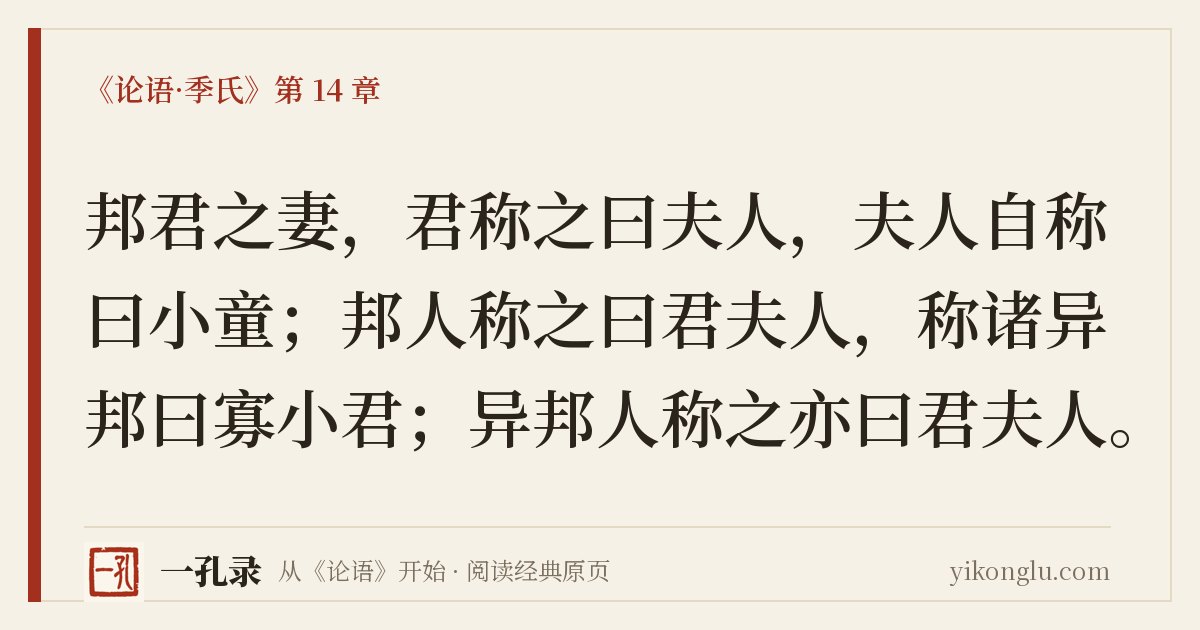 《论语·季氏》第 14 章
邦君之妻，君称之曰夫人，夫人自称
曰小童；邦人称之曰君夫人，称诸异
邦曰寡小君；异邦人称之亦曰君夫人。
一孔
一孔录 从《论语》开始 · 阅读经典原页 yikonglu.com